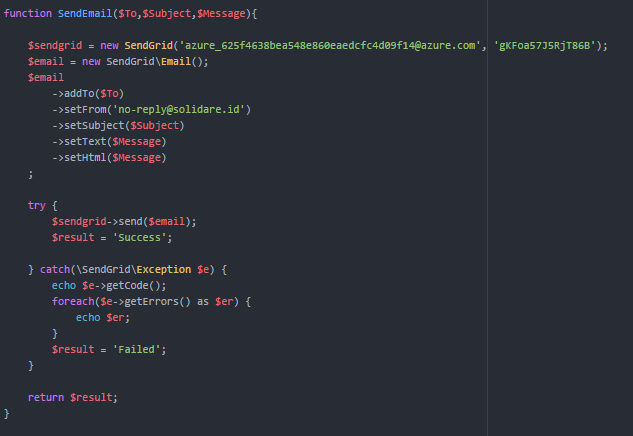 function SendEmail($To,$Subject,$Message){
$sendgrid = new SendGrid('azure_625f4638bea548e860eaedcfc4d09f14@azure.com', 'gKFoa57J5RjT86B');
$email = new SendGrid\Email();
$email
->addTo($To)
->setFrom('no-reply@solidare.id')
->setSubject($Subject)
->setText($Message)
->setHtml($Message)
;
try {
$sendgrid->send($email);
$result = 'Success';
} catch(\SendGrid\Exception $e) {
echo $e->getCode();
foreach($e->getErrors() as $er) {
echo $er;
}
$result = 'Failed';
}
return $result;
}